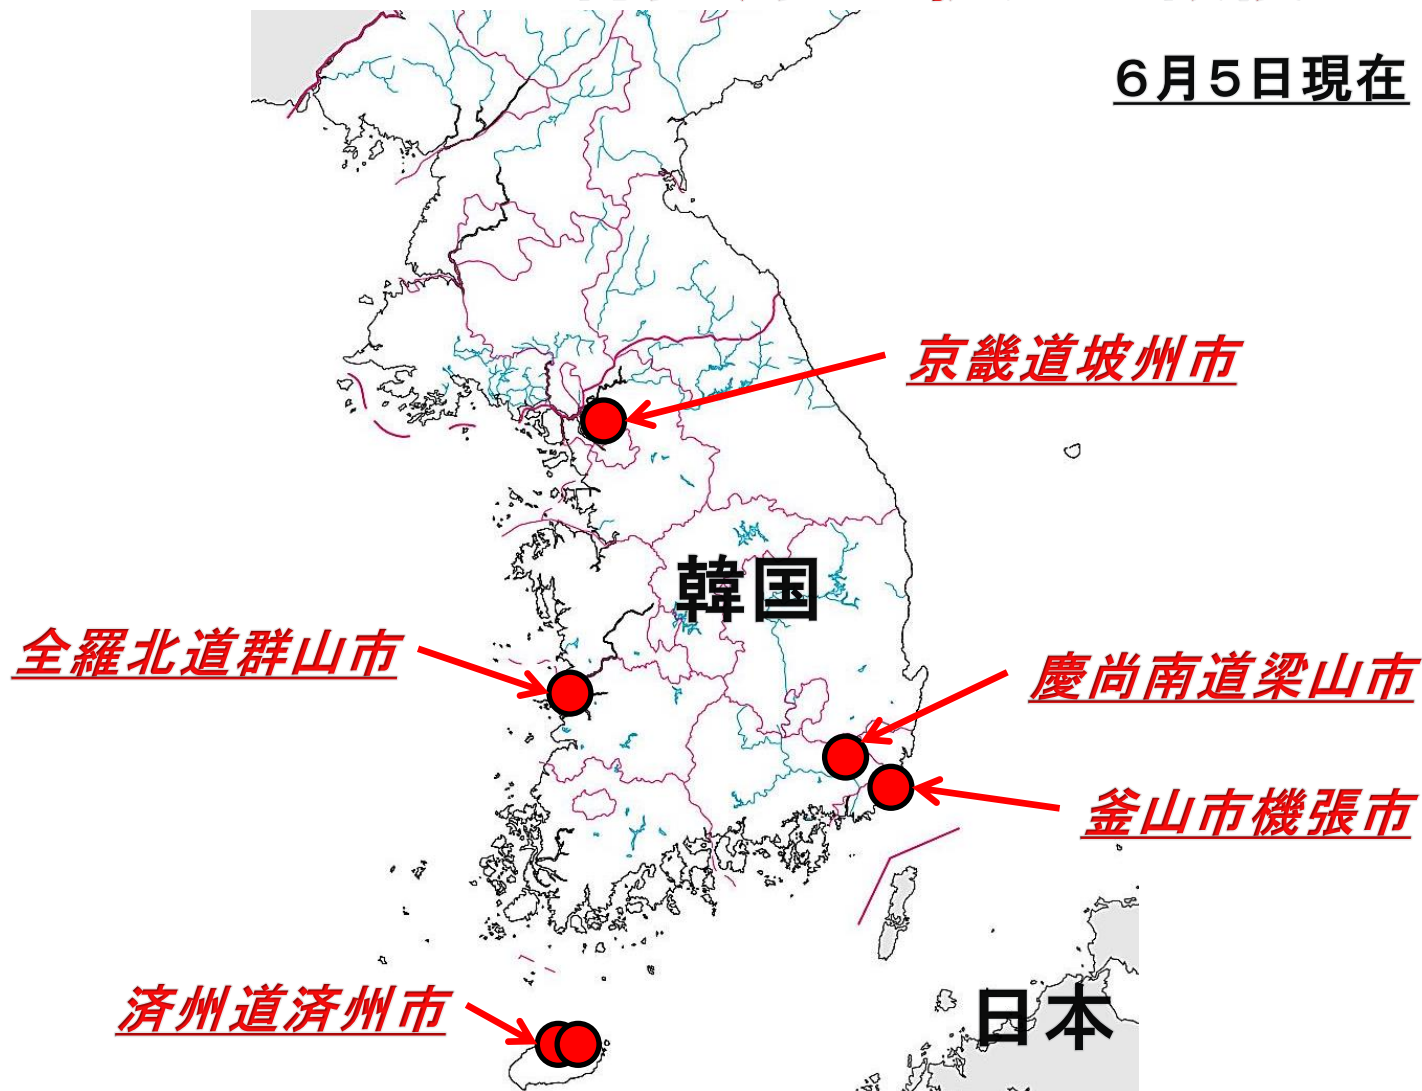 6月5日現在
京畿道坡州市
韓国
全羅北道群山市
慶尚南道梁山市
釜山市機張市
済州道済州市
日本